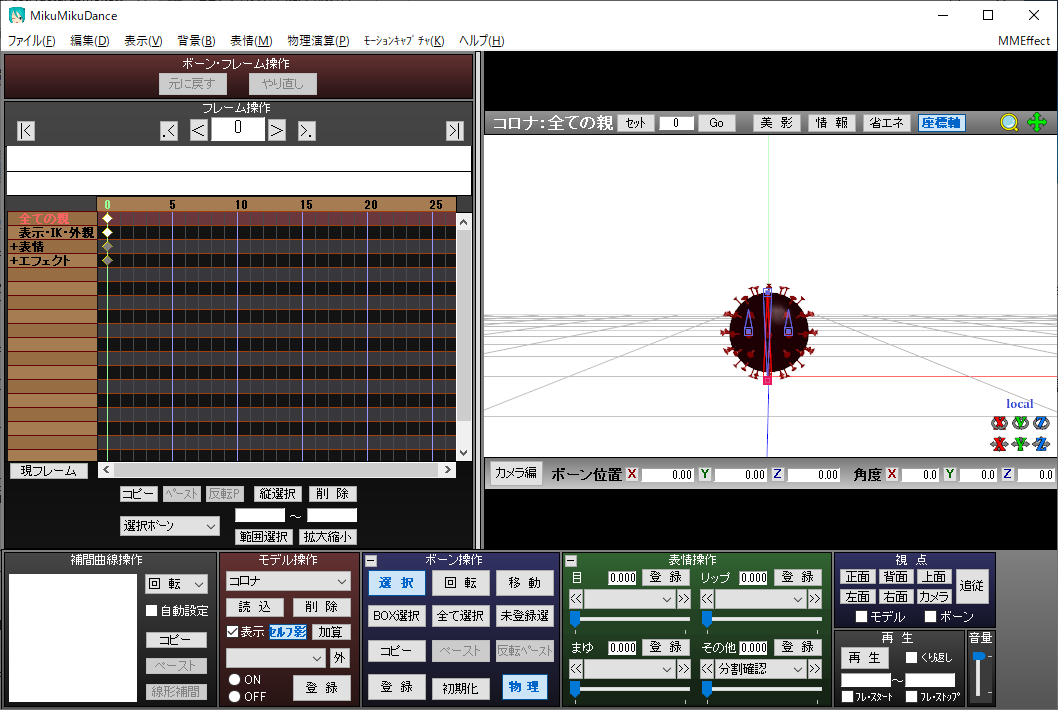 MikuMikuDance
ファイル(F) 編集(D) 表示(V) 背景(B) 表情(M) 物理演算(P) モーションキャプチャ(K) ヘルプ(H) MMEffect
ボーン・フレーム操作
元に戻す やり直し
フレーム操作
|< .< < 0 > >. >|
0 5 10 15 20 25
全ての親
表示・IK・外親
+表情
+エフェクト
現フレーム < >
コピー ペースト 反転P 縦選択 削 除
選択ボーン ～
範囲選択 拡大縮小
コロナ:全ての親 セット 0 Go 美 影 情 報 省エネ 座標軸
local
X Y Z
X Y Z
カメラ編 ボーン位置 X 0.00 Y 0.00 Z 0.00 角度 X 0.0 Y 0.0 Z 0.0
補間曲線操作
回 転
自動設定
コピー
ペースト
線形補間
モデル操作
コロナ
読 込 削 除
表示 セルフ影 加算
外
ON
OFF
登 録
ボーン操作
選 択 回 転 移 動
BOX選択 全て選択 未登録選
コピー ペースト 反転ペースト
登 録 初期化 物 理
表情操作
目 0.000 登 録 リップ 0.000 登 録
<< >> << >>
まゆ 0.000 登 録 その他 0.000 登 録
<< >> << 分割確認 >>
視 点
正面 背面 上面 追従
左面 右面 カメラ
モデル ボーン
再 生 音量
再 生 くり返し
～
フレ・スタート フレ・ストップ